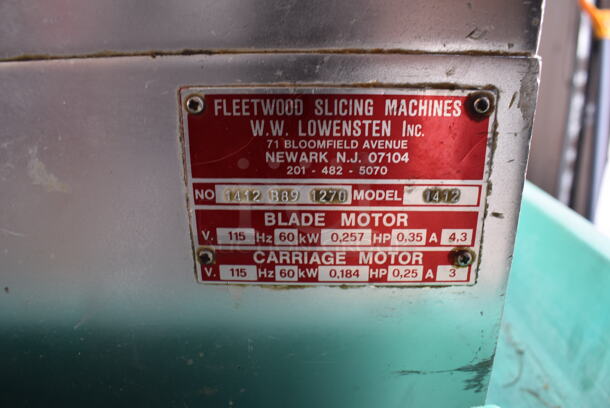 FLEETWOOD SLICING MACHINES
W.W. LOWENSTEN INC.
71 BLOOMFIELD AVENUE
NEWARK N.J. 07104
201 - 482 - 5070
NO 1412 889 1270 MODEL 1412
BLADE MOTOR
V. 115 Hz 60 kW 0,257 HP 0,35 A 4,3
CARRIAGE MOTOR
V. 115 Hz 60 kW 0,184 HP 0,25 A 3